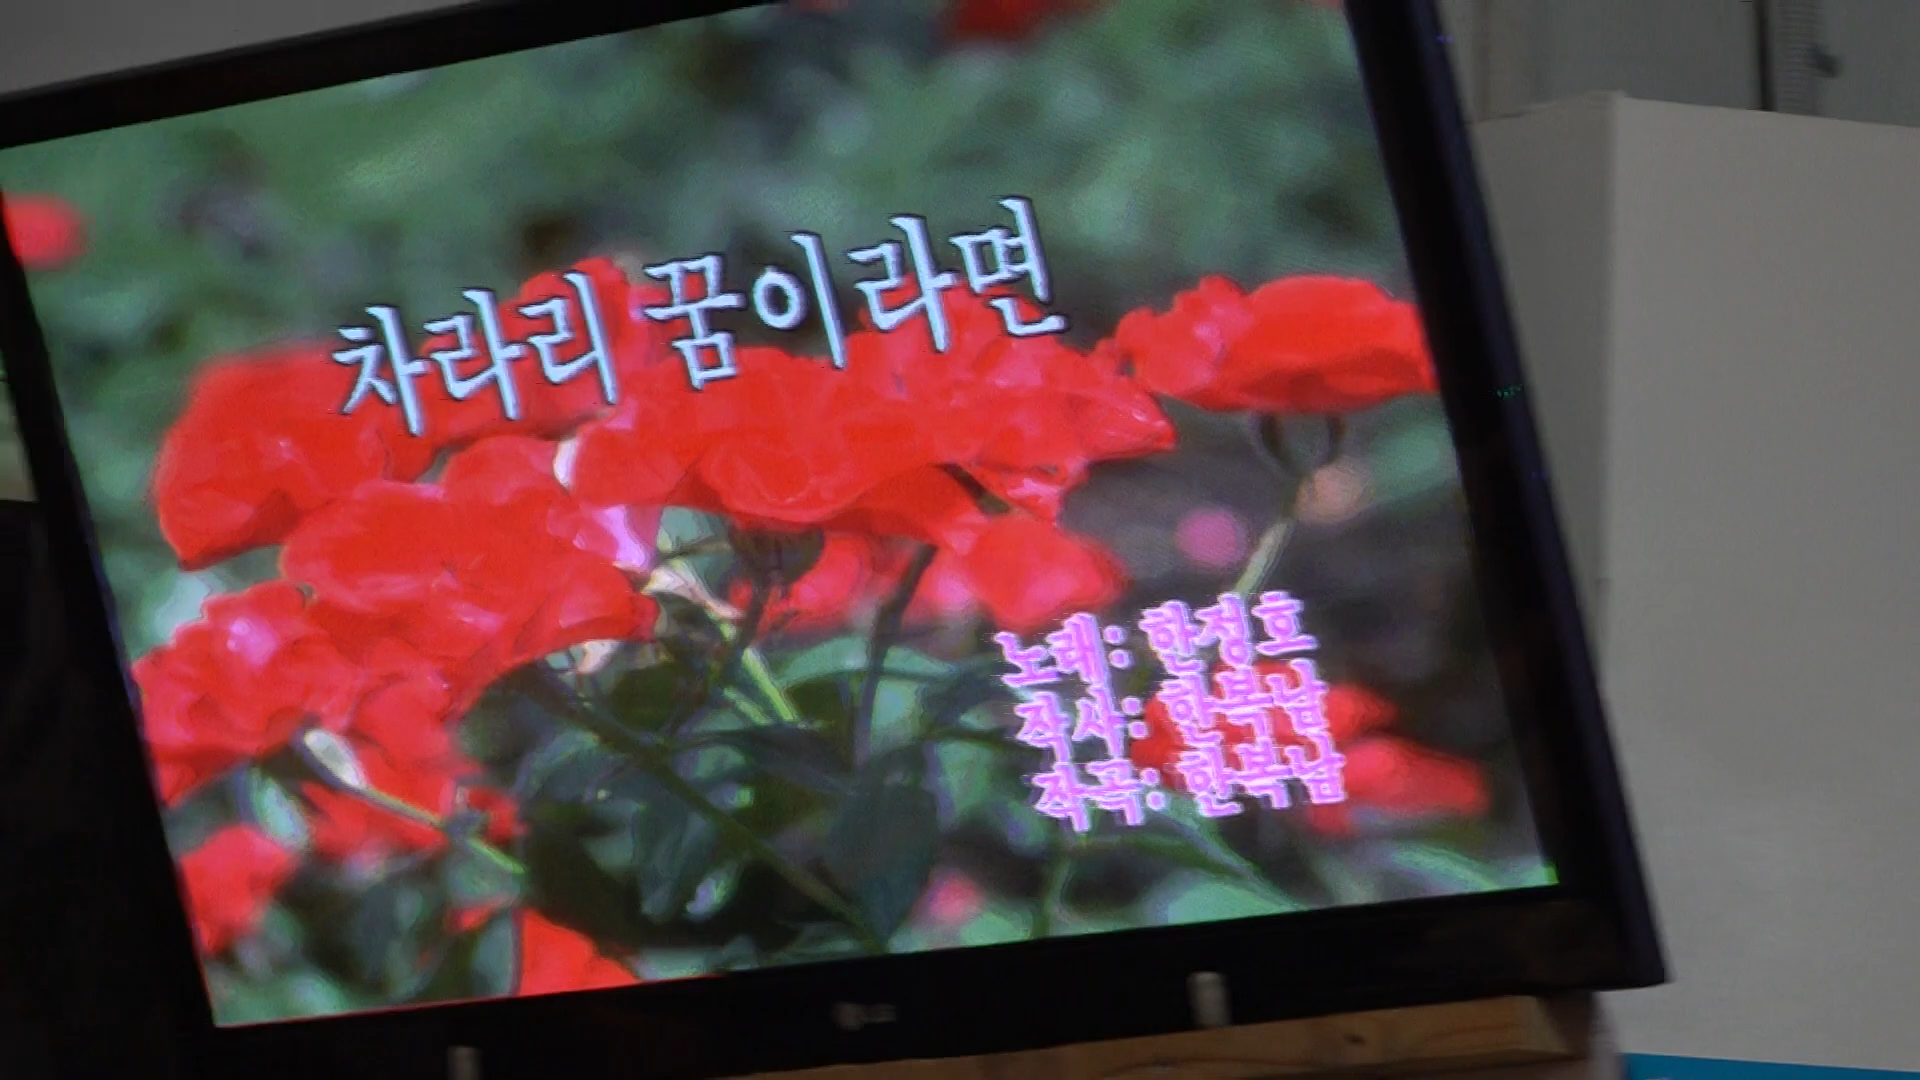 차라리 꿈이라면
노래: 한정호
작사: 한복남
작곡: 한복남